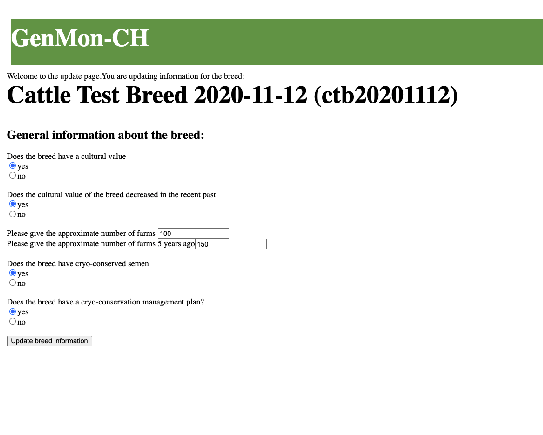 GenMon-CH
Welcome to the update page.You are updating information for the breed:
Cattle Test Breed 2020-11-12 (ctb20201112)
General information about the breed:
Does the breed have a cultural value
yes
no
Does the cultural value of the breed decreased in the recent past
yes
no
Please give the approximate number of farms 100
Please give the approximate number of farms 5 years ago 150
Does the breed have cryo-conserved semen
yes
no
Does the breed have a cryo-conservation management plan?
yes
no
Update breed information